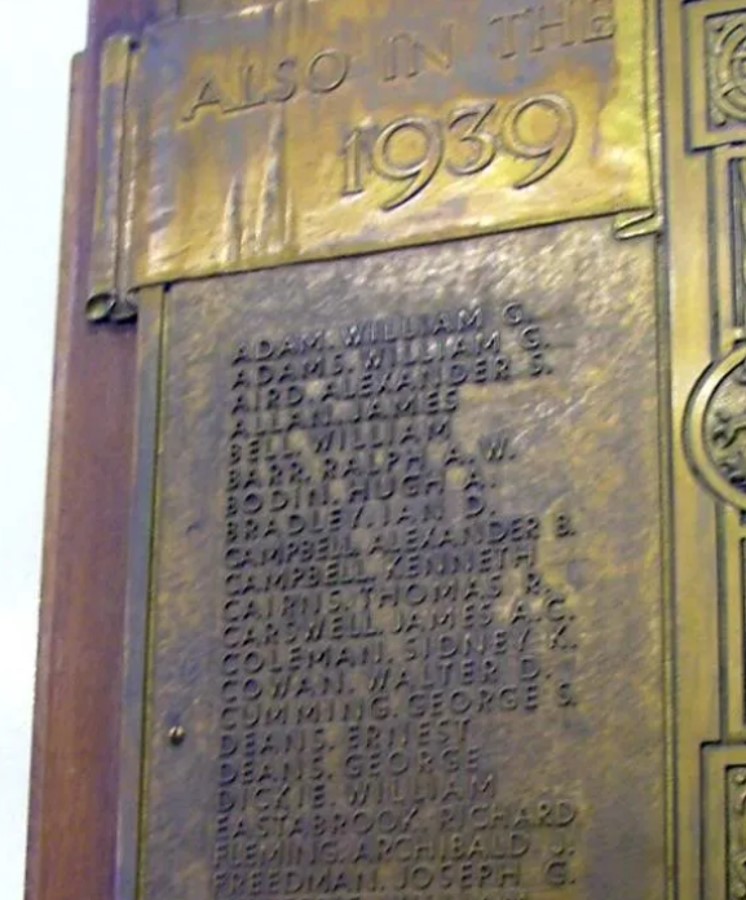 ALSO IN THE
1939
ADAM. WILLIAM G.
ADAMS. WILLIAM G.
AIRD. ALEXANDER S.
ALLAN. JAMES
BELL. WILLIAM
BARR. RALPH A. W.
BODIN. HUGH A.
BRADLEY. IAN D.
CAMPBELL. ALEXANDER B.
CAMPBELL. KENNETH
CAIRNS. THOMAS R.
CARSWELL. JAMES A.C.
COLEMAN. SIDNEY K.
COWAN. WALTER D.
CUMMING. GEORGE S.
DEANS. ERNEST
DEANS. GEORGE
DICKIE. WILLIAM
EASTABROOK. RICHARD
FLEMING. ARCHIBALD J.
FREEDMAN. JOSEPH G.